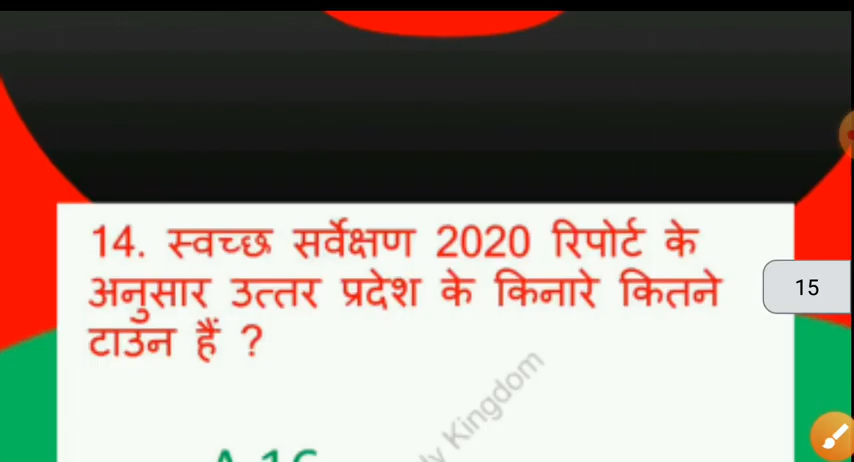 14. स्वच्छ सर्वेक्षण 2020 रिपोर्ट के
15
अनुसार उत्तर प्रदेश के किनारे कितने
टाउन हैं ?
Kingdom